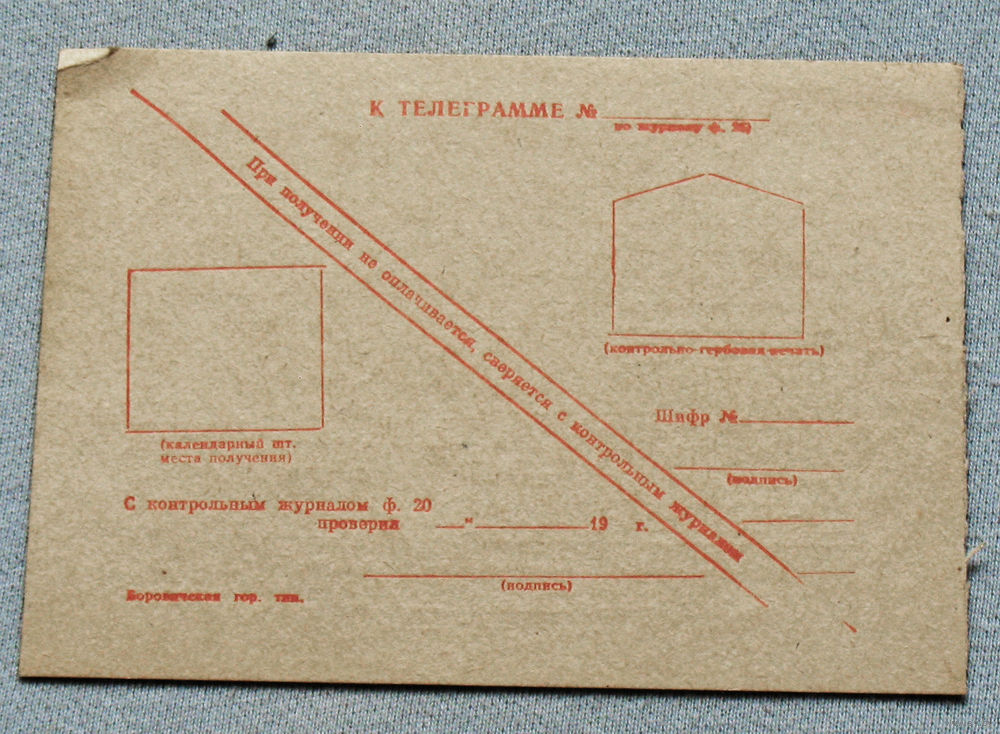 К ТЕЛЕГРАММЕ №
по журналу ф. 20)
При получении не оплачивается, сверяется с контрольным журналом
(контрольно-гербовая печать)
(календарный шт.
места получения)
Шифр №
(подпись)
С контрольным журналом ф. 20
проверил — " 19 г.
(подпись)
Боровичская гор. тип.